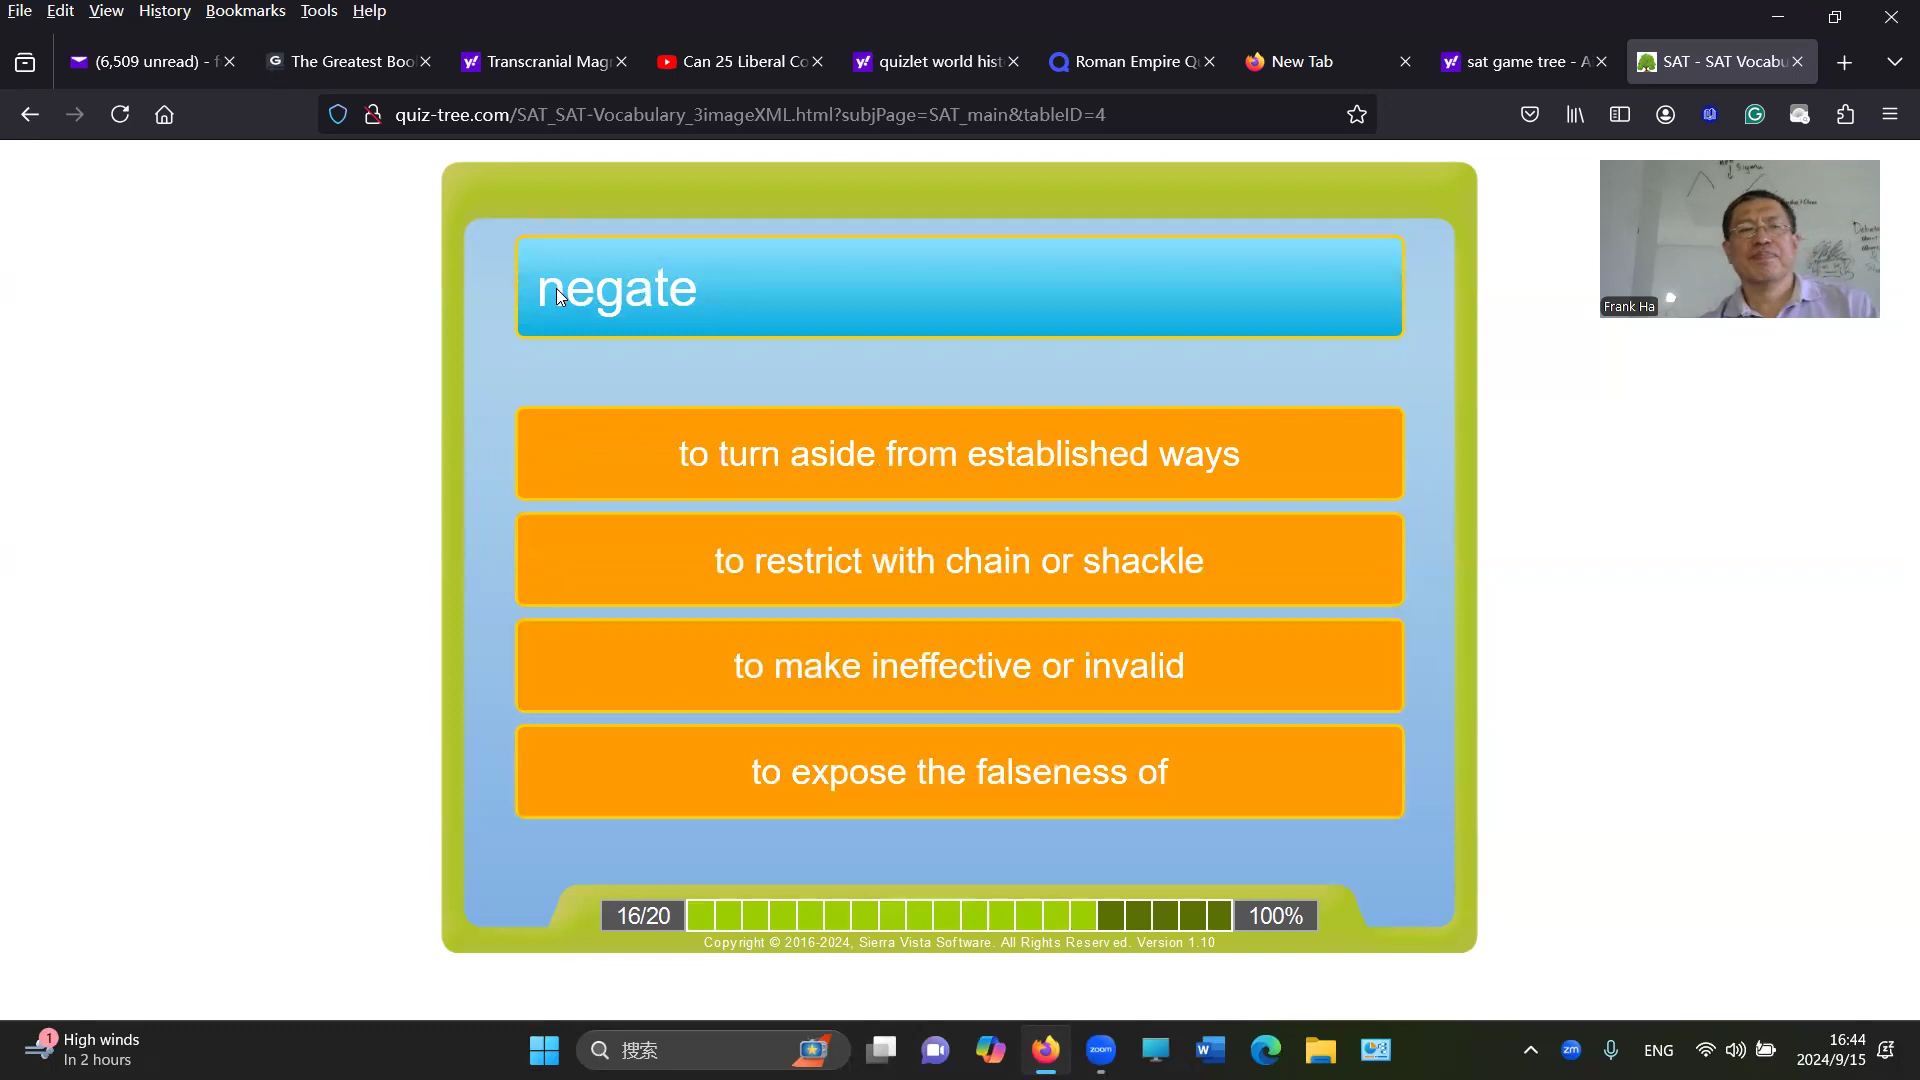 File Edit View History Bookmarks Tools Help
(6,509 unread) - f
The Greatest Boo
Transcranial Mag
Can 25 Liberal Co
quizlet world hist
Roman Empire Q
New Tab
sat game tree - A
SAT - SAT Vocabu
quiz-tree.com/SAT_SAT-Vocabulary_3imageXML.html?subjPage=SAT_main&tableID=4
negate
to turn aside from established ways
to restrict with chain or shackle
to make ineffective or invalid
to expose the falseness of
16/20
100%
Copyright © 2016-2024, Sierra Vista Software. All Rights Reserved. Version 1.10
Frank Ha
1
High winds
In 2 hours
搜索
zoom
zm
ENG
16:44
2024/9/15